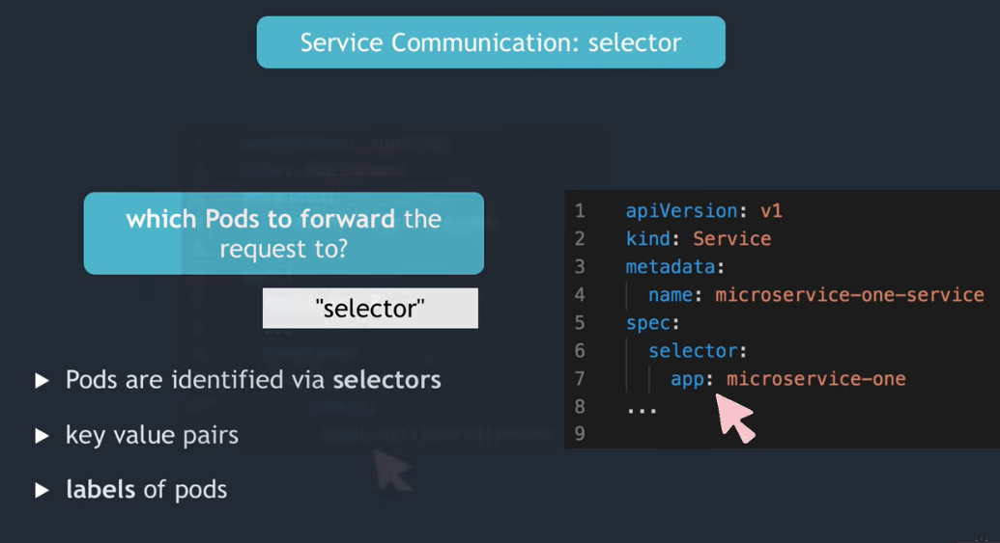 Service Communication: selector
which Pods to forward the
request to?
"selector"
▶ Pods are identified via selectors
▶ key value pairs
▶ labels of pods
1 apiVersion: v1
2 kind: Service
3 metadata:
4 name: microservice-one-service
5 spec:
6 selector:
7 app: microservice-one
8 ...
9